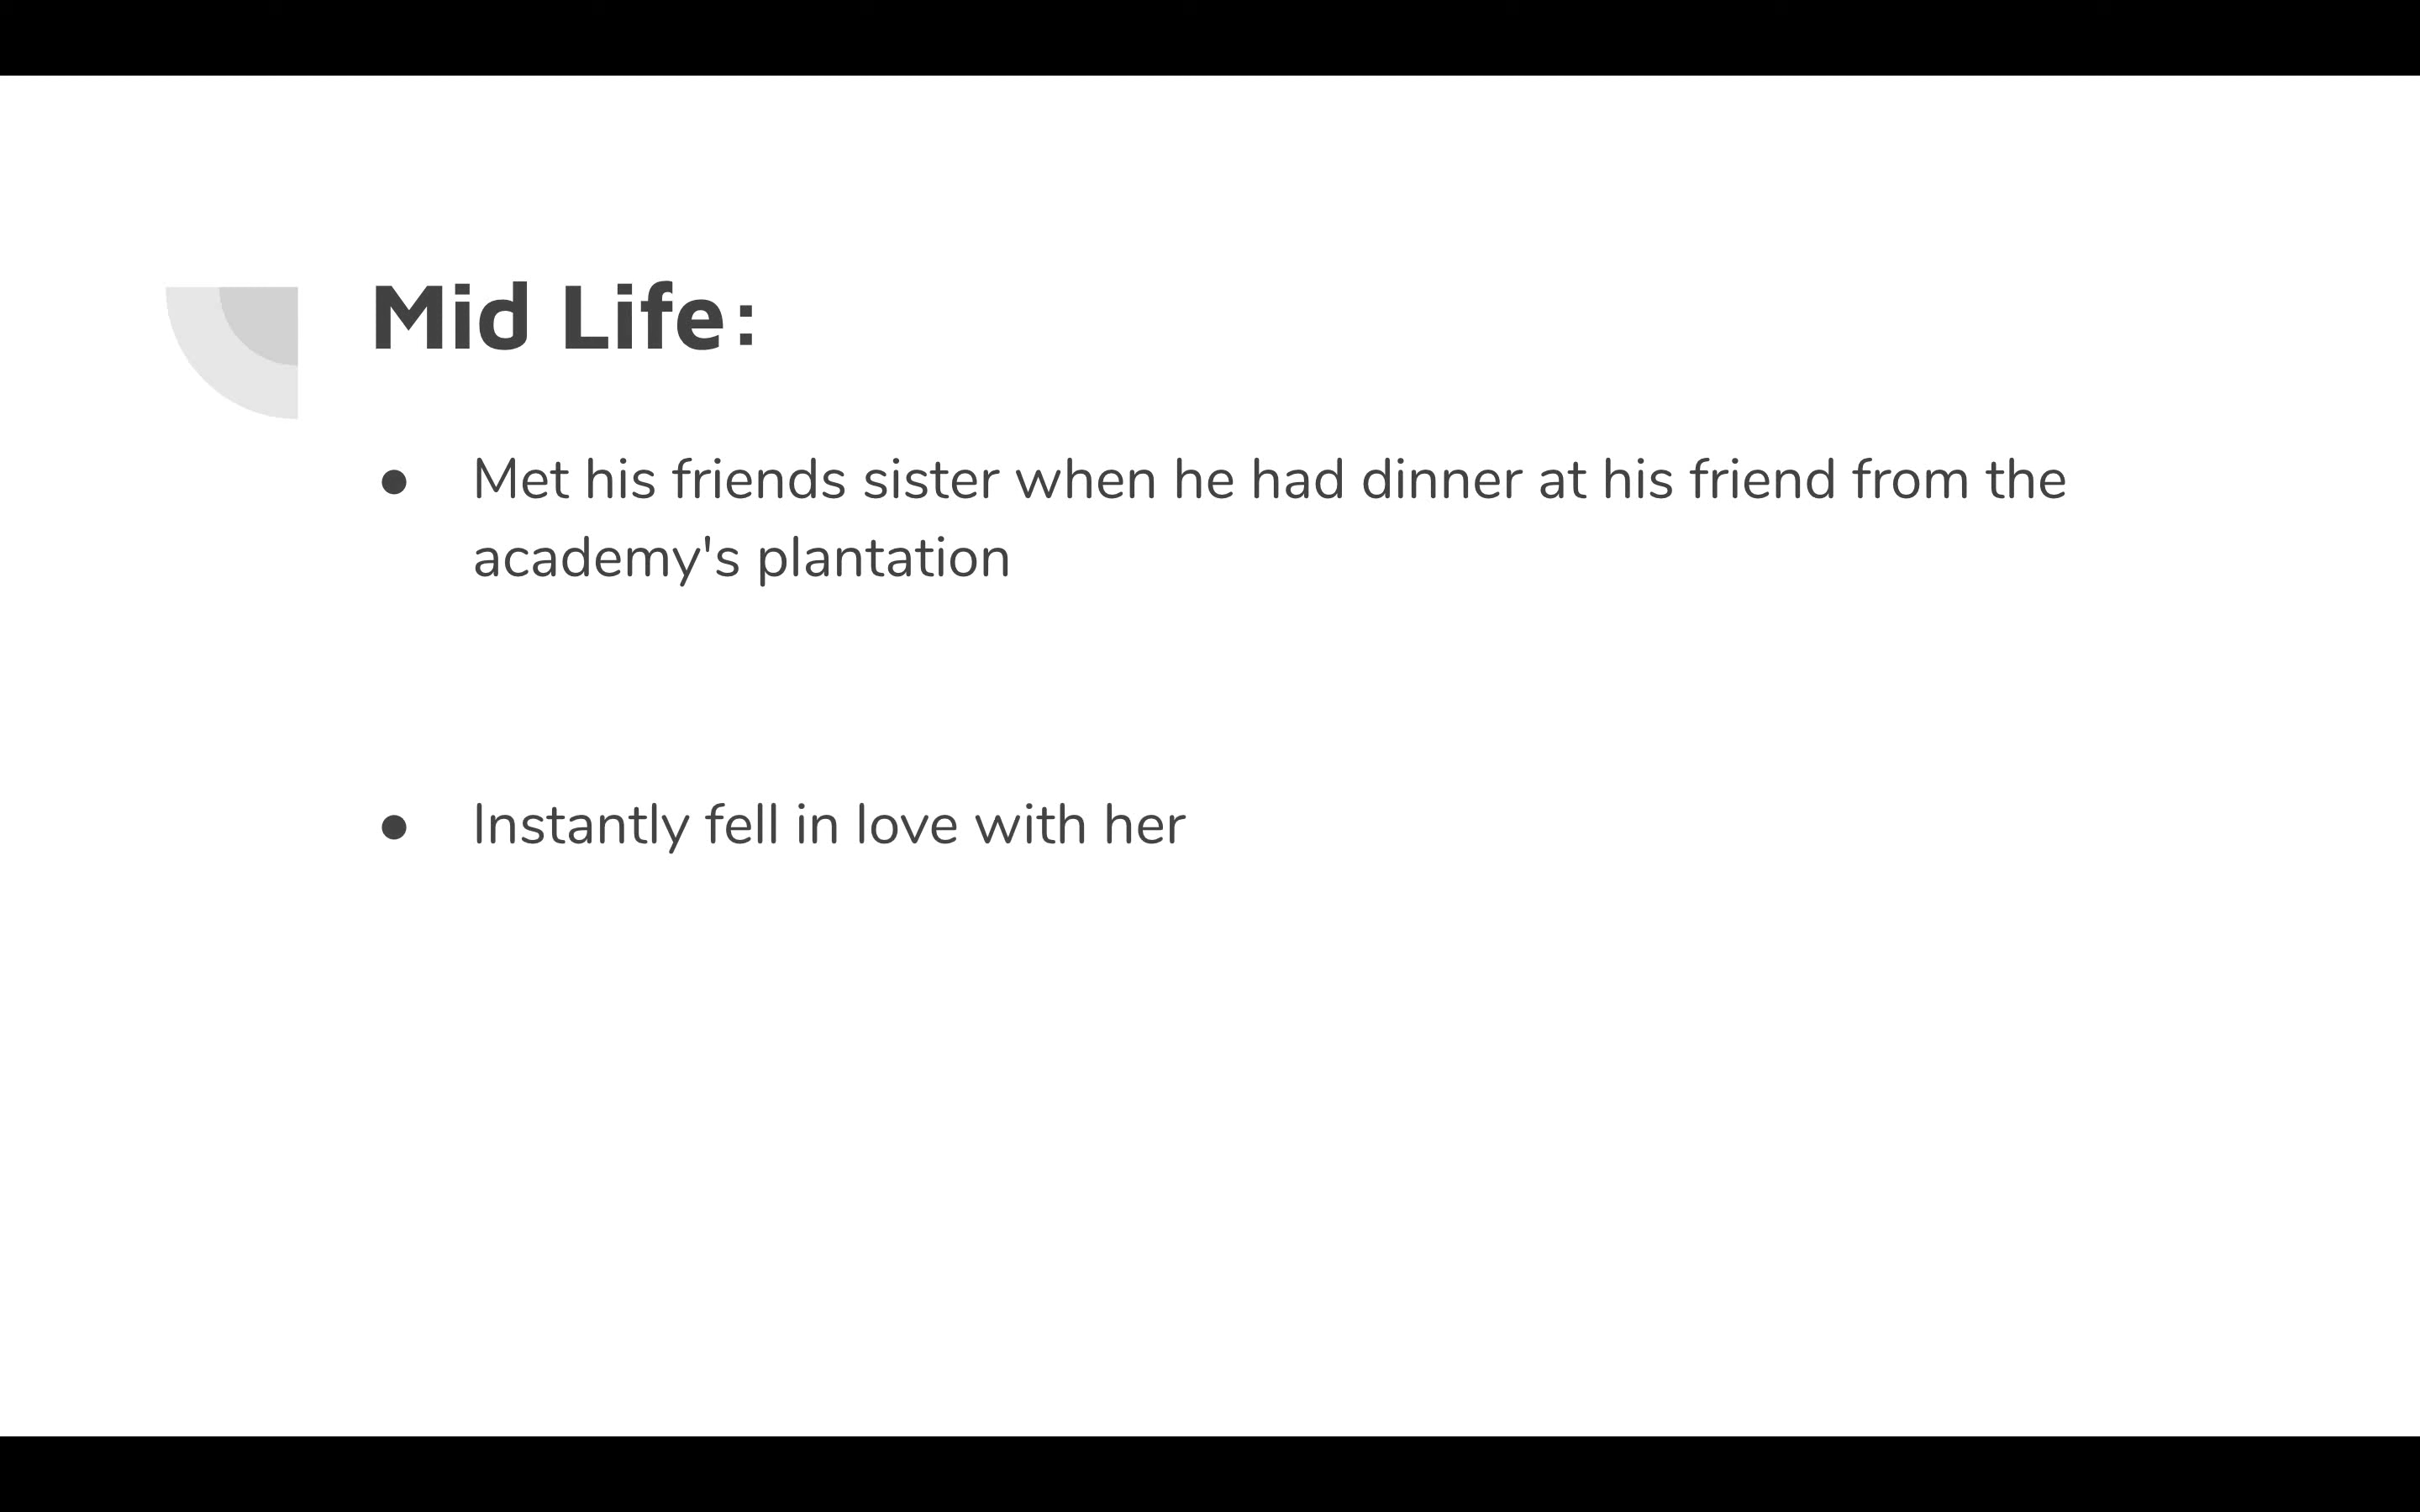 Mid Life:
● Met his friends sister when he had dinner at his friend from the
academy's plantation
● Instantly fell in love with her